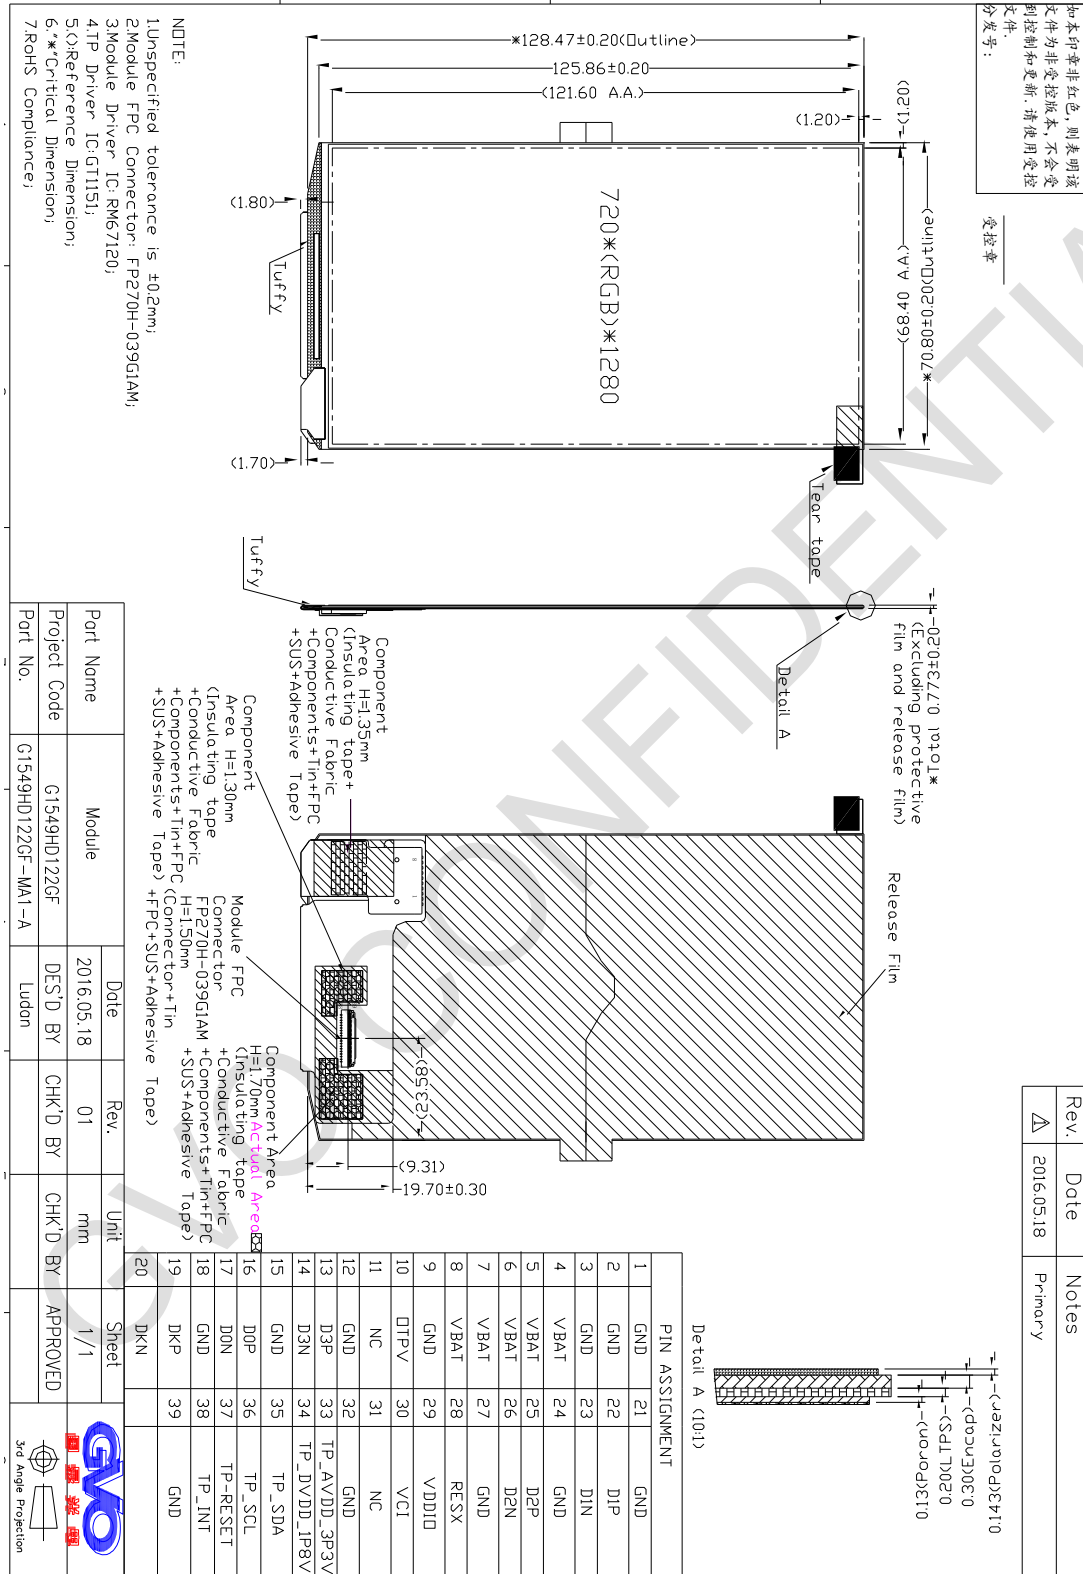 如本印章非红色，则表明该
文件为非受控版本，不会受
到控制和更新．请使用受控
文件．
分发号：
受控章
Rev.
Date
Notes
1
2016.05.18
Primary
*128.47±0.20(Outline)
125.86±0.20
(121.60 A.A.)
(1.20)
(1.20)
*70.80±0.20(Outline)
(68.40 A.A.)
(1.80)
(1.70)
Tuffy
720*(RGB)*1280
Tear tape
Tuffy
Detail A
*Total 0.773±0.20
(Excluding protective
film and release film)
NOTE:
1.Unspecified tolerance is ±0.2mm;
2.Module FPC Connector: FP270H-039G1AM;
3.Module Driver IC: RM67120;
4.TP Driver IC:GT1151;
5.():Reference Dimension;
6."*"Critical Dimension;
7.RoHS Compliance;
Component
Area H=1.35mm
(Insulating tape+
Conductive Fabric
+Components+Tin+FPC
+SUS+Adhesive Tape)
Component
Area H=1.30mm
(Insulating tape
+Conductive Fabric
+Components+Tin+FPC
+SUS+Adhesive Tape)
Module FPC
Connector
FP270H-039G1AM
H=1.50mm
(Connector+Tin
+FPC+SUS+Adhesive Tape)
Component Area
H=1.70mm Actual Area
(Insulating tape
+Conductive Fabric
+Components+Tin+FPC
+SUS+Adhesive Tape)
Release Film
(23.58)
(9.31)
19.70±0.30
0.143(Polarizer)
0.30(Encap)
0.20(LTPS)
0.13(Poron)
Detail A (10:1)
PIN ASSIGNMENT
1 GND 21 GND
2 GND 22 D1P
3 GND 23 D1N
4 VBAT 24 GND
5 VBAT 25 D2P
6 VBAT 26 D2N
7 VBAT 27 GND
8 VBAT 28 RESX
9 GND 29 VDDIO
10 OTPV 30 VCI
11 NC 31 NC
12 GND 32 GND
13 D3P 33 TP_AVDD_3P3V
14 D3N 34 TP_DVDD_1P8V
15 GND 35 TP_SDA
16 D0P 36 TP_SCL
17 D0N 37 TP-RESET
18 GND 38 TP_INT
19 DKP 39 GND
20 DKN
Part Name
Module
Date
Rev.
Unit
Sheet
2016.05.18
01
mm
1/1
Project Code
G1549HD122GF
DES'D BY
CHK'D BY
CHK'D BY
APPROVED
Part No.
G1549HD122GF-MA1-A
Ludan
GVO
3rd Angle Projection
GVO CONFIDENTIA